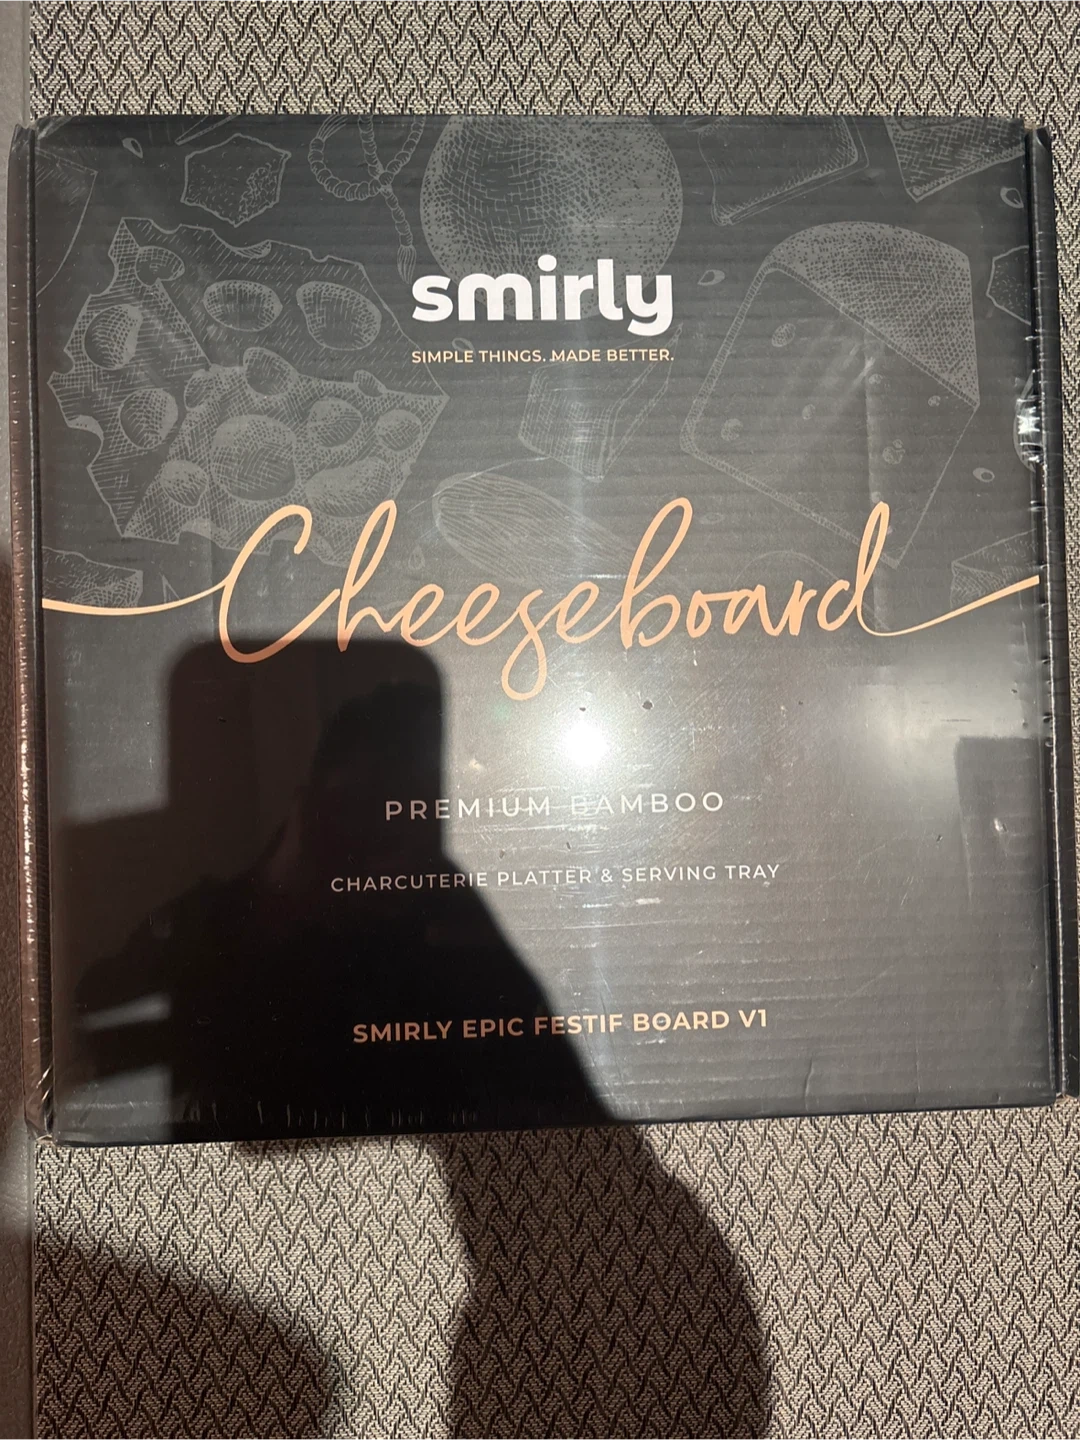 smirly
SIMPLE THINGS. MADE BETTER.
Cheeseboard
PREMIUM BAMBOO
CHARCUTERIE PLATTER & SERVING TRAY
SMIRLY EPIC FESTIF BOARD V1